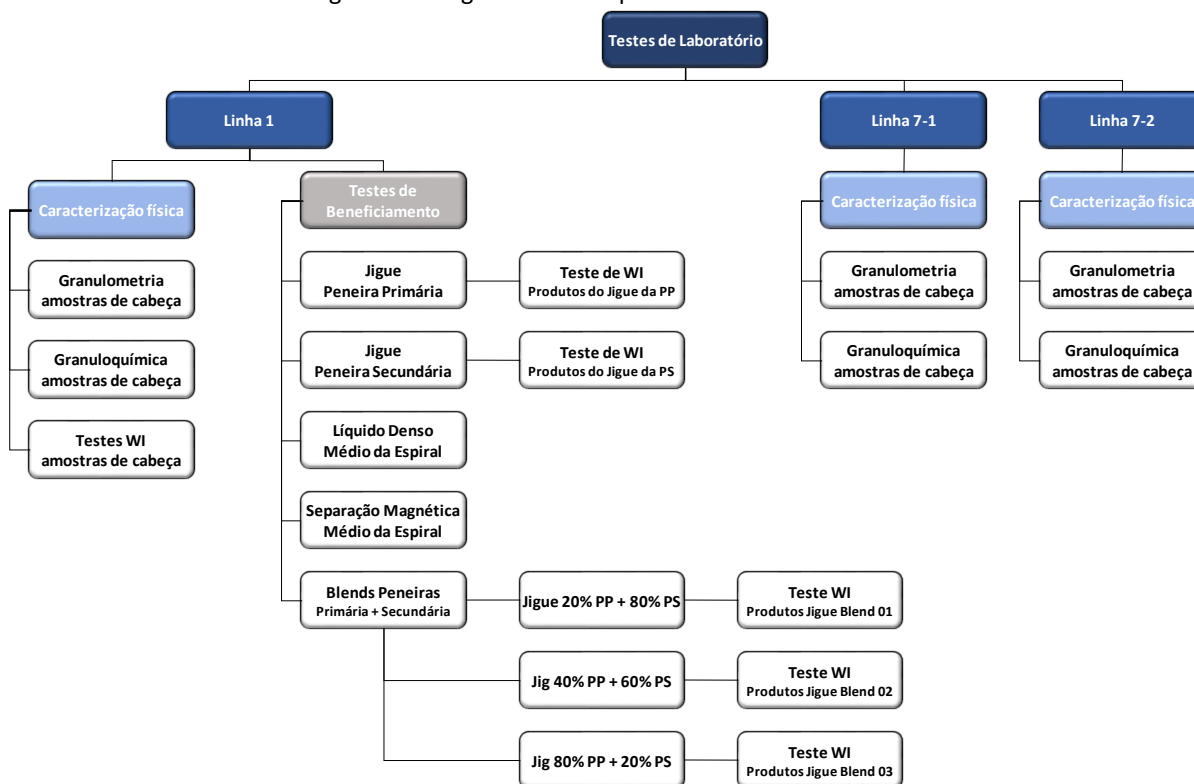 Testes de Laboratório
Linha 1
Linha 7-1
Linha 7-2
Caracterização física
Testes de
Beneficiamento
Caracterização física
Caracterização física
Granulometria
amostras de cabeça
Jigue
Peneira Primária
Teste de WI
Produtos do Jigue da PP
Granulometria
amostras de cabeça
Granulometria
amostras de cabeça
Granuloquímica
amostras de cabeça
Jigue
Peneira Secundária
Teste de WI
Produtos do Jigue da PS
Granuloquímica
amostras de cabeça
Granuloquímica
amostras de cabeça
Testes WI
amostras de cabeça
Líquido Denso
Médio da Espiral
Separação Magnética
Médio da Espiral
Blends Peneiras
Primária + Secundária
Jigue 20% PP + 80% PS
Teste WI
Produtos Jigue Blend 01
Jig 40% PP + 60% PS
Teste WI
Produtos Jigue Blend 02
Jig 80% PP + 20% PS
Teste WI
Produtos Jigue Blend 03